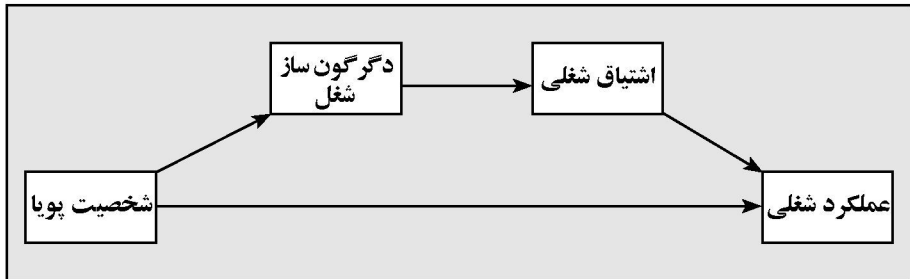 دگرگون ساز
شغل
اشتیاق شغلی
شخصیت پویا
عملکرد شغلی